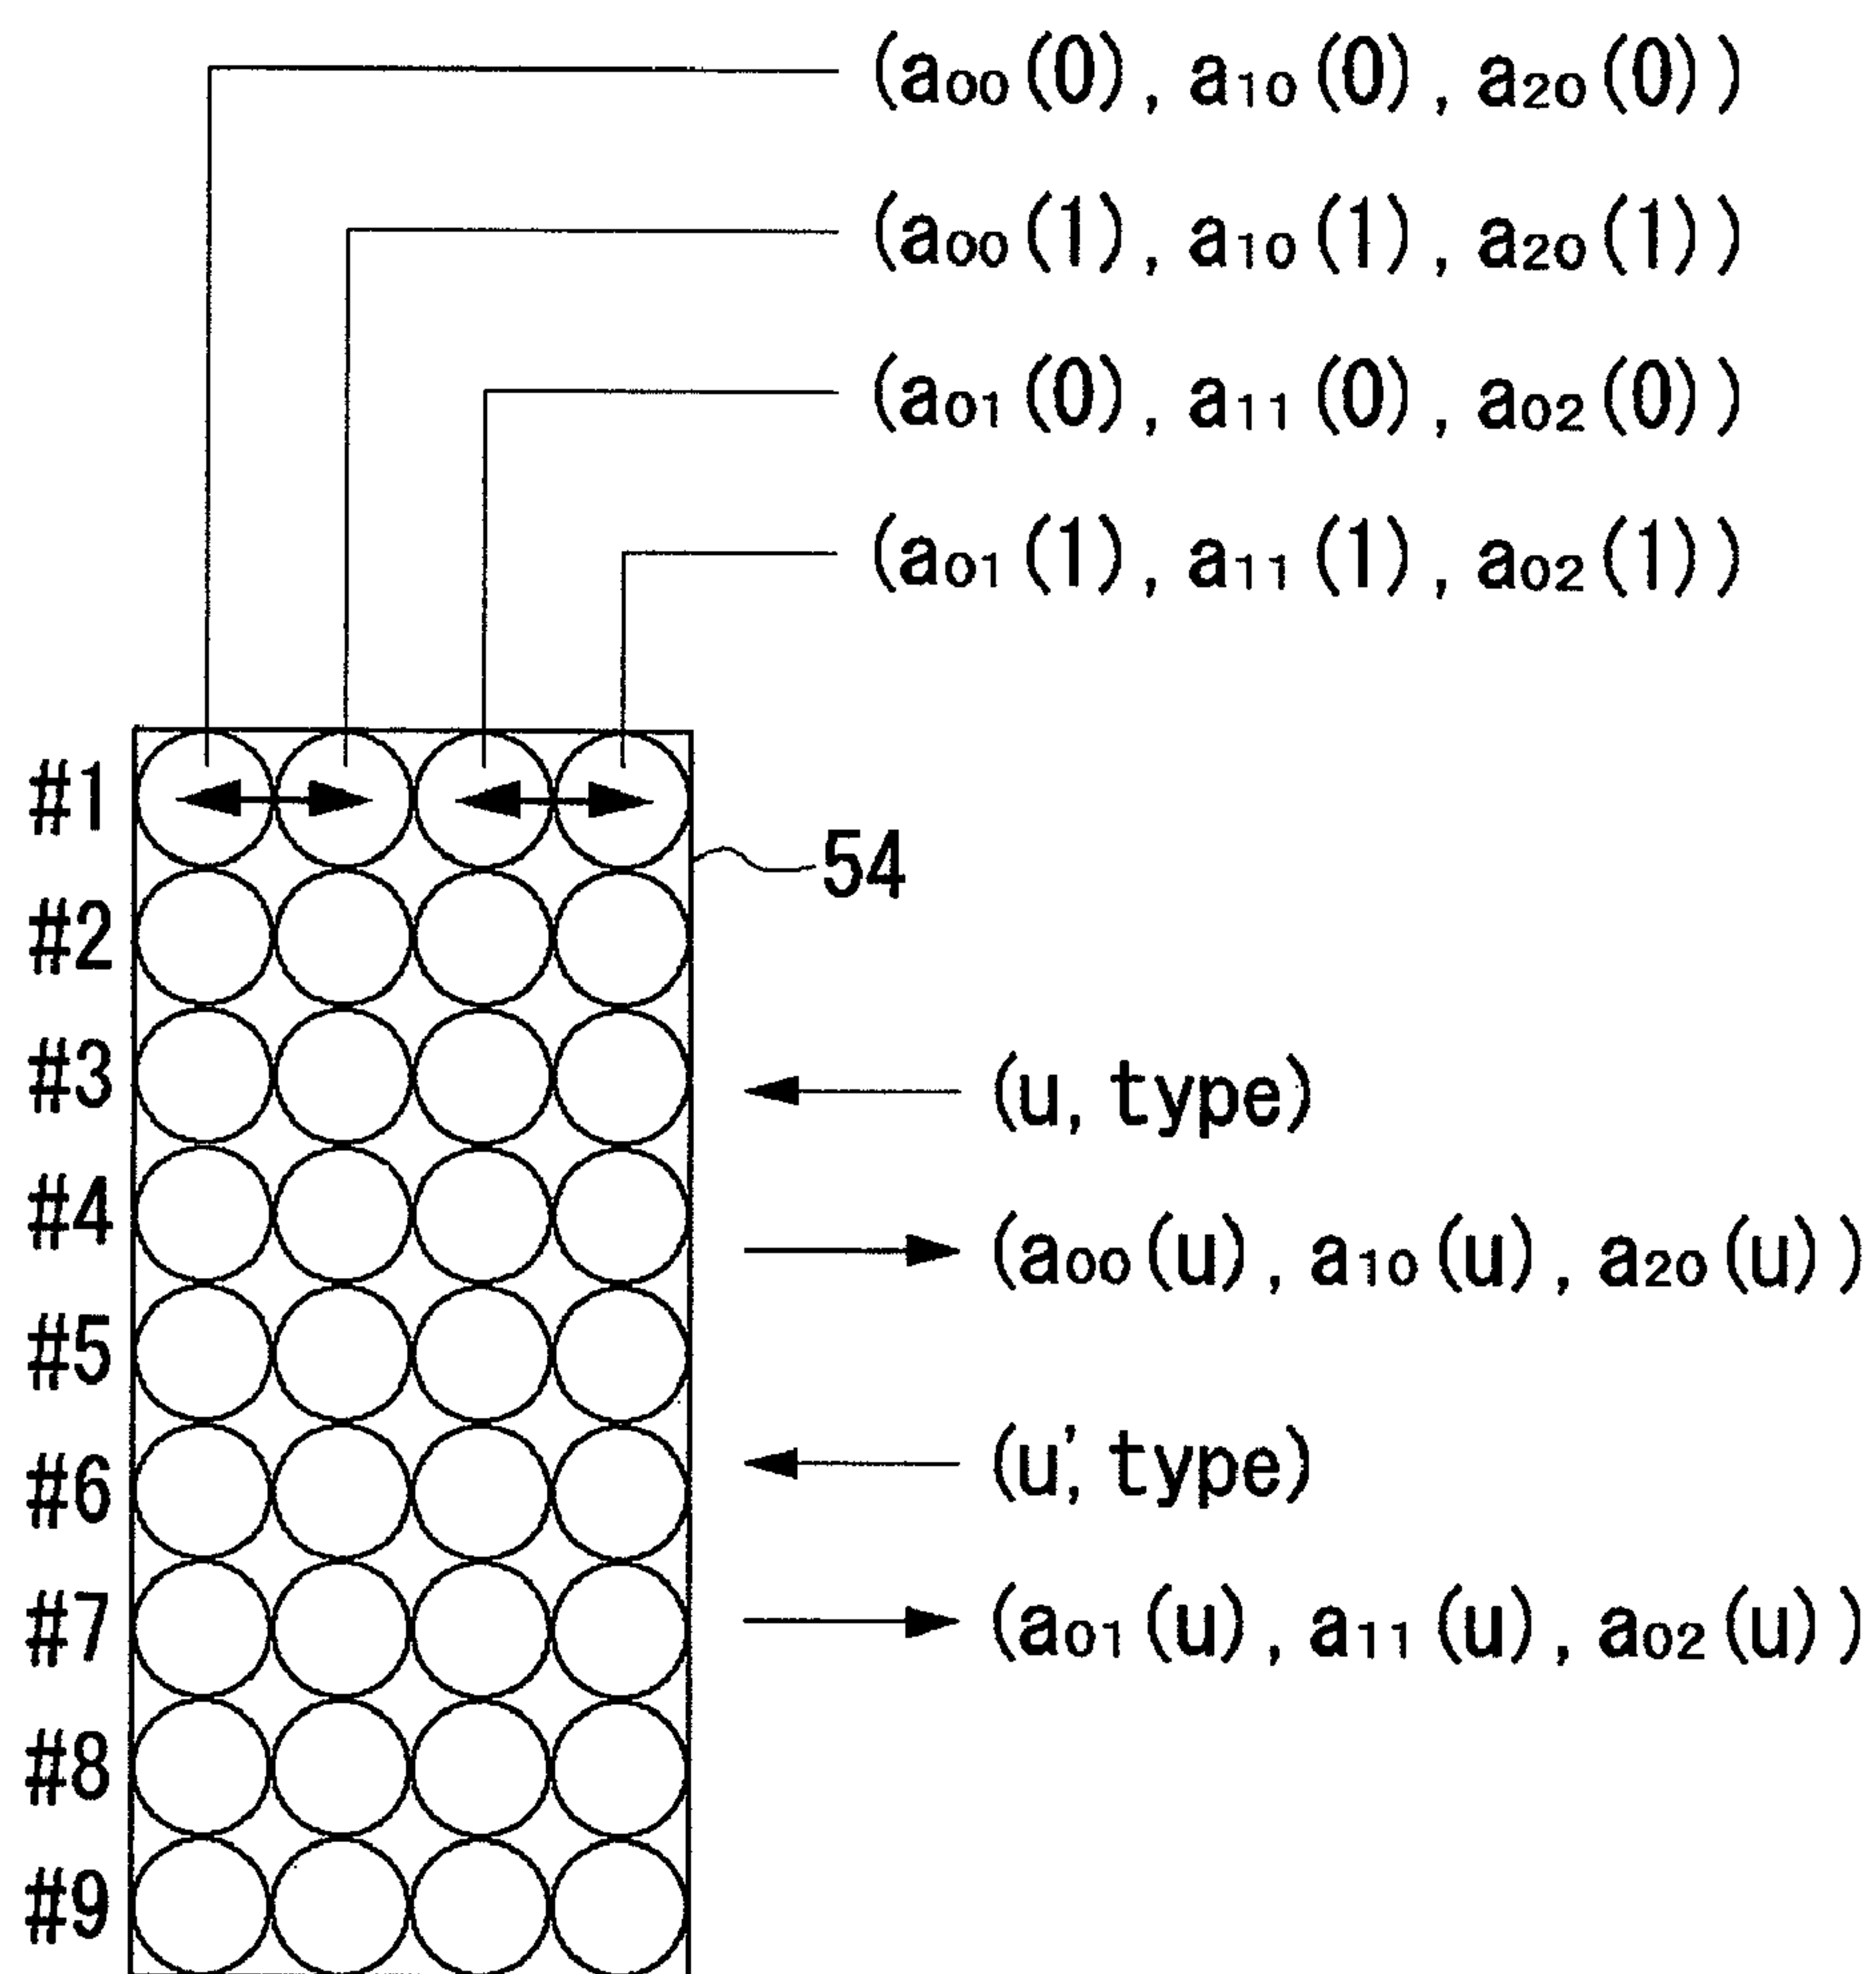 (a00(0), a10(0), a20(0))
(a00(1), a10(1), a20(1))
(a01(0), a11(0), a02(0))
(a01(1), a11(1), a02(1))
#1
54
#2
#3
(u, type)
#4
(a00(u), a10(u), a20(u))
#5
#6
(u', type)
#7
(a01(u), a11(u), a02(u))
#8
#9